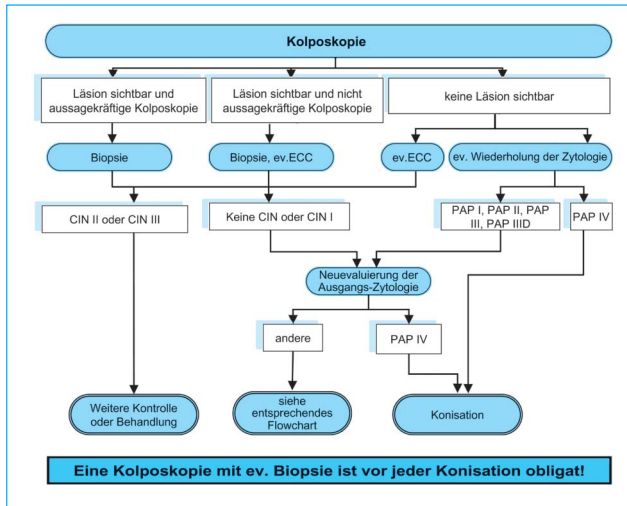 Kolposkopie
Läsion sichtbar und
aussagekräftige Kolposkopie
Läsion sichtbar und nicht
aussagekräftige Kolposkopie
keine Läsion sichtbar
Biopsie
Biopsie, ev.ECC
ev.ECC
ev. Wiederholung der Zytologie
CIN II oder CIN III
Keine CIN oder CIN I
PAP I, PAP II, PAP
III, PAP IIID
PAP IV
Neuevaluierung der
Ausgangs-Zytologie
andere
PAP IV
Weitere Kontrolle
oder Behandlung
siehe
entsprechendes
Flowchart
Konisation
Eine Kolposkopie mit ev. Biopsie ist vor jeder Konisation obligat!